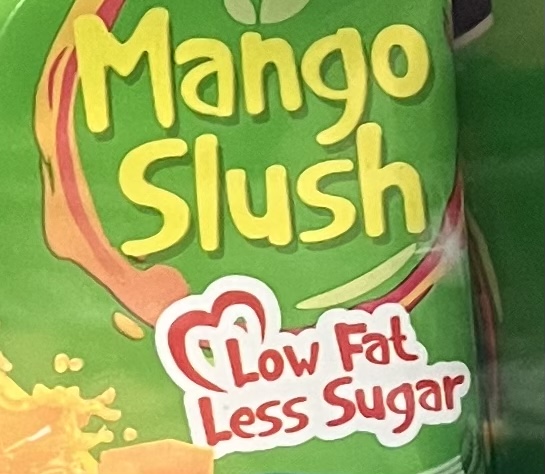 Mango
Slush
Low Fat
Less Sugar